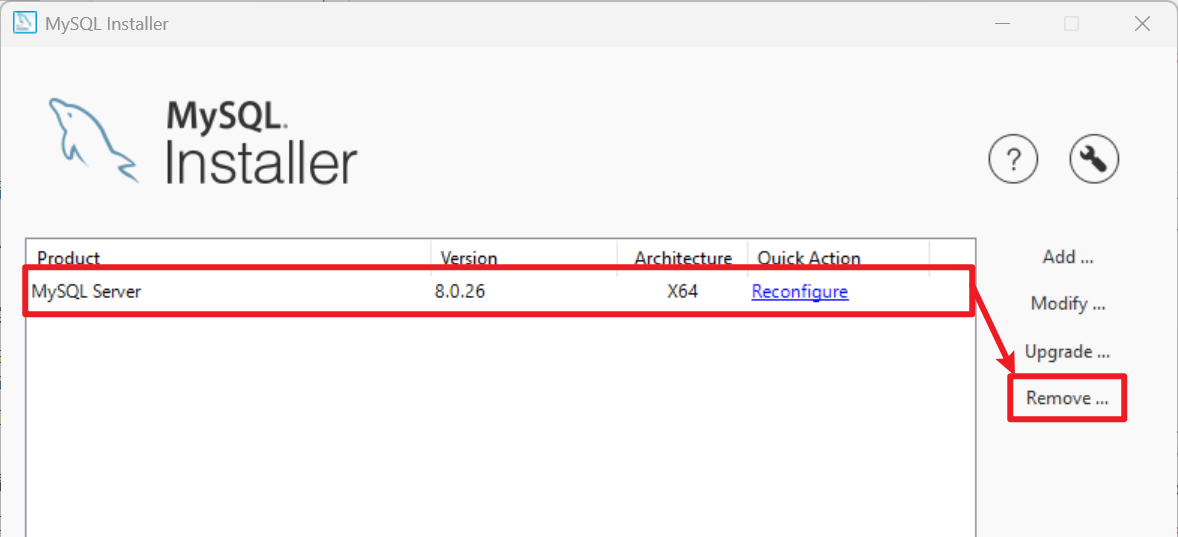 MySQL Installer
MySQL.
Installer
?
Product Version Architecture Quick Action
MySQL Server 8.0.26 X64 Reconfigure
Add ...
Modify ...
Upgrade ...
Remove ...